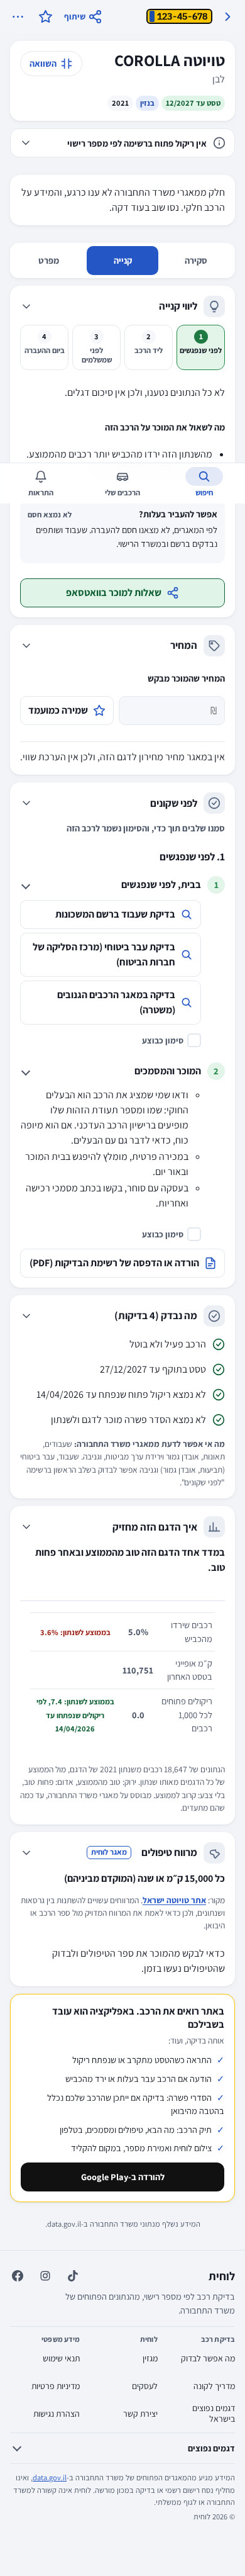 123-45-678
שיתוף
טויוטה COROLLA
לבן
השוואה
טסט עד 12/27
בנזין
2021
אין ריקול פתוח ברשימה לפי מספר רישוי
חלק ממאגרי משרד התחבורה לא ענו כרגע, והמידע על
הרכב חלקי. נסו שוב בעוד דקה.
סקירה
קנייה
מפרט
ליווי קנייה
1
לפני שנפגשים
2
ליד הרכב
3
לפני
שמשלמים
4
ביום ההעברה
לא כל הנתונים נטענו, ולכן אין סיכום דגלים.
מה לשאול את המוכר על הרכב הזה
מהשנתון הזה ירדו מהכביש יותר רכבים מהממוצע.
חיפוש
הרכבים שלי
התראות
אפשר להעביר בעלות?
לא נמצא חסם
לפי המאגרים, לא מצאנו חסם להעברה. שעבוד ושותפים
נבדקים ברשם ובמשרד הרישוי.
שאלות למוכר בוואטסאפ
המחיר
המחיר שהמוכר מבקש
₪
שמירה כמועמד
אין במאגר מחיר מחירון לדגם הזה, ולכן אין הערכת שווי.
לפני שקונים
סמנו שלבים תוך כדי, והסימון נשמר לרכב הזה
1. לפני שנפגשים
1
בבית, לפני שנפגשים
בדיקת שעבוד ברשם המשכונות
בדיקת עבר ביטוחי (מרכז הסליקה של
חברות הביטוח)
בדיקה במאגר הרכבים הגנובים
(משטרה)
סימון כבוצע
2
המוכר והמסמכים
ודאו שמי שמציג את הרכב הוא הבעלים
החוקי: שמו ומספר תעודת הזהות שלו
מופיעים ברישיון הרכב העדכני. אם הוא מיופה
כוח, כדאי לדבר גם עם הבעלים.
במכירה פרטית, מומלץ להיפגש בבית המוכר
ובאור יום.
בעסקה עם סוחר, בקשו בכתב מסמכי רכישה
ואחריות.
סימון כבוצע
הורדה או הדפסה של רשימת הבדיקות (PDF)
מה נבדק (4 בדיקות)
הרכב פעיל ולא בוטל
טסט בתוקף עד 27/12/2027
לא נמצא ריקול פתוח שנפתח עד 14/04/2026
לא נמצא הסדר פשרה מוכר לדגם ולשנתון
מה אי אפשר לדעת ממאגרי משרד התחבורה: שעבודים,
תאונות, אובדן גמור וירידת ערך מביטוח, וגניבה. שעבוד, עבר ביטוחי
(תביעות, אובדן גמור) וגניבה אפשר לבדוק בשלב הראשון ברשימה
"לפני שקונים".
איך הדגם הזה מחזיק
במדד אחד הדגם הזה טוב מהממוצע ובאחר פחות
טוב.
רכבים שירדו
מהכביש
5.0%
בממוצע לשנתון: 3.6%
ק״מ אופייני
בטסט האחרון
110,751
ריקולים פתוחים
לכל 1,000
רכבים
0.0
בממוצע לשנתון: 7.4, לפי
ריקולים שנפתחו עד
14/04/2026
הנתונים של 18,647 רכבים משנתון 2021 של הדגם, מול הממוצע
של כל הדגמים מאותו שנתון. ירוק: טוב מהממוצע, אדום: פחות טוב,
בלי צבע: קרוב לממוצע. מבוסס על מאגרי משרד התחבורה, עד כמה
שהם מתעדים.
מרווח טיפולים
מאגר לוחית
כל 15,000 ק״מ או שנה (המוקדם מביניהם)
מקור: אתר טויוטה ישראל. המרווחים עשויים להשתנות בין גרסאות
ושנתונים, ולכן כדאי לאמת את המרווח המדויק מול ספר הרכב או
היבואן.
כדאי לבקש מהמוכר את ספר הטיפולים ולבדוק
שהטיפולים נעשו בזמן.
באתר רואים את הרכב. באפליקציה הוא עובד
בשבילכם
אותה בדיקה, ועוד:
התראה כשהטסט מתקרב או שנפתח ריקול
הודעה אם הרכב עבר בעלות או ירד מהכביש
הסדרי פשרה: בדיקה אם ייתכן שהרכב שלכם נכלל
בהטבה מהיבואן
תיק הרכב: מה הבא, טיפולים ומסמכים, בטלפון
צילום לוחית ואמירת מספר, במקום להקליד
להורדה ב-Google Play
המידע נשלף מנתוני משרד התחבורה ב-data.gov.il.
לוחית
בדיקת רכב לפי מספר רישוי, מהנתונים הפתוחים של
משרד התחבורה.
בדיקת רכב
לוחית
מידע משפטי
מה אפשר לבדוק
מגזין
תנאי שימוש
מדריך לקונה
לעסקים
מדיניות פרטיות
דגמים נפוצים
בישראל
יצירת קשר
הצהרת נגישות
דגמים נפוצים
המידע מגיע מהמאגרים הפתוחים של משרד התחבורה ב-data.gov.il, ואינו
מחליף נסח רישום רשמי או בדיקה במכון מורשה. לוחית אינה קשורה למשרד
התחבורה או לגוף ממשלתי.
© 2026 לוחית